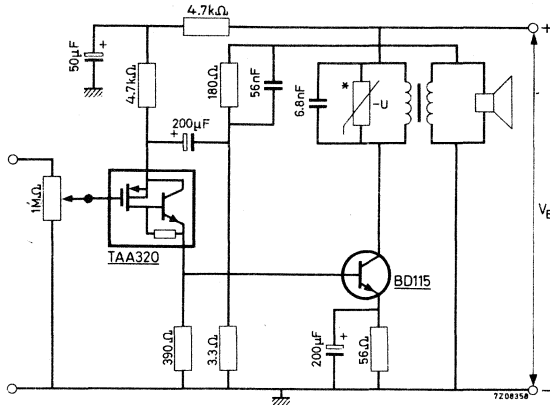 4.7kΩ
+
50µF
+
4.7kΩ
180Ω
56nF
6.8nF
*
-U
200µF
+
1MΩ
TAA320
BD115
V_B
390Ω
3.3Ω
200µF
+
56Ω
7Z08358
-